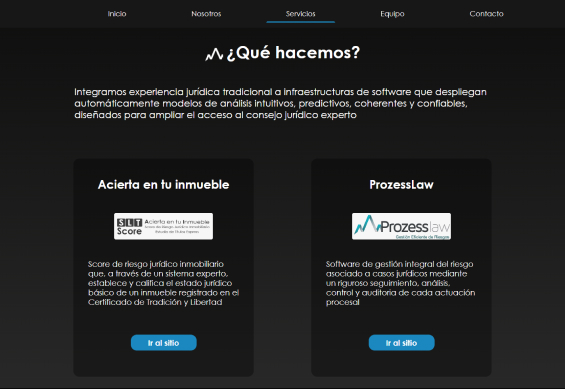 Inicio
Nosotros
Servicios
Equipo
Contacto
¿Qué hacemos?
Integramos experiencia jurídica tradicional a infraestructuras de software que despliegan
automáticamente modelos de análisis intuitivos, predictivos, coherentes y confiables,
diseñados para ampliar el acceso al consejo jurídico experto
Acierta en tu inmueble
SLT Acierta en tu Inmueble
Score
Score de riesgo jurídico inmobiliario
que, a través de un sistema experto,
establece y califica el estado jurídico
básico de un inmueble registrado en el
Certificado de Tradición y Libertad
Ir al sitio
ProzessLaw
Prozesslaw
Gestión Eficiente de Riesgos
Software de gestión integral del riesgo
asociado a casos jurídicos mediante
un riguroso seguimiento, análisis,
control y auditoría de cada actuación
procesal
Ir al sitio